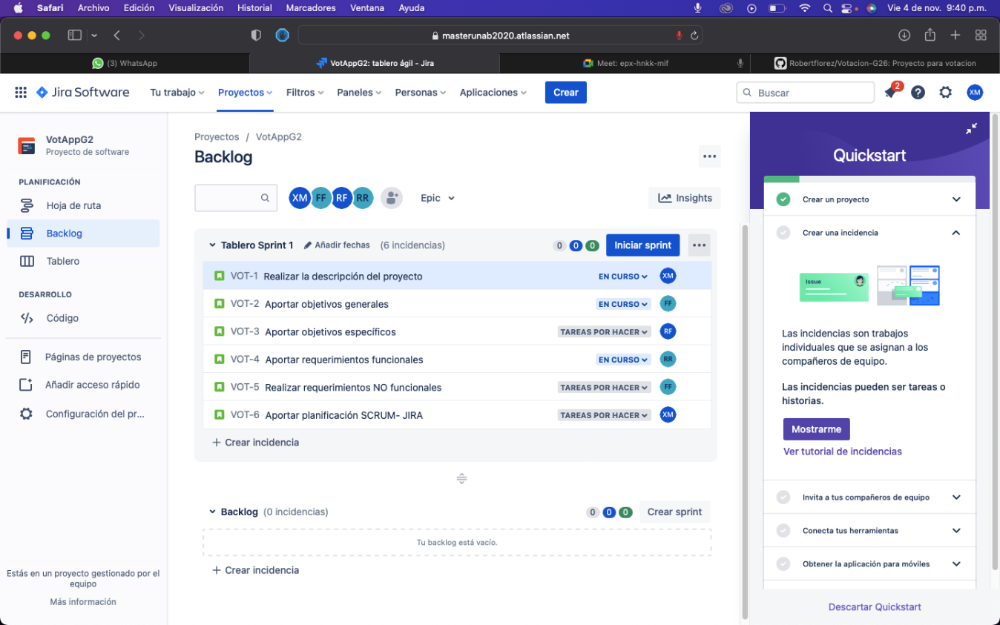 Safari Archivo Edición Visualización Historial Marcadores Ventana Ayuda Vie 4 de nov. 9:40 p.m.
masterunab2020.atlassian.net
(3) WhatsApp VotAppG2: tablero ágil - Jira Meet: epx-hnkk-mif Robertflorez/Votacion-G26: Proyecto para votacion
Jira Software Tu trabajo Proyectos Filtros Paneles Personas Aplicaciones Crear Buscar 2 ? XM
VotAppG2
Proyecto de software
PLANIFICACIÓN
Hoja de ruta
Backlog
Tablero
DESARROLLO
Código
Páginas de proyectos
Añadir acceso rápido
Configuración del pr...
Estás en un proyecto gestionado por el
equipo
Más información
Proyectos / VotAppG2
Backlog
XM FF RF RR Epic Insights
Tablero Sprint 1 Añadir fechas (6 incidencias) 0 0 0 Iniciar sprint
VOT-1 Realizar la descripción del proyecto EN CURSO XM
VOT-2 Aportar objetivos generales EN CURSO FF
VOT-3 Aportar objetivos específicos TAREAS POR HACER RF
VOT-4 Aportar requerimientos funcionales EN CURSO RR
VOT-5 Realizar requerimientos NO funcionales TAREAS POR HACER FF
VOT-6 Aportar planificación SCRUM- JIRA TAREAS POR HACER XM
+ Crear incidencia
Backlog (0 incidencias) 0 0 0 Crear sprint
Tu backlog está vacío.
+ Crear incidencia
Quickstart
Crear un proyecto
Crear una incidencia
Issue
Las incidencias son trabajos
individuales que se asignan a los
compañeros de equipo.
Las incidencias pueden ser tareas o
historias.
Mostrarme
Ver tutorial de incidencias
Invita a tus compañeros de equipo
Conecta tus herramientas
Obtener la aplicación para móviles
Descartar Quickstart